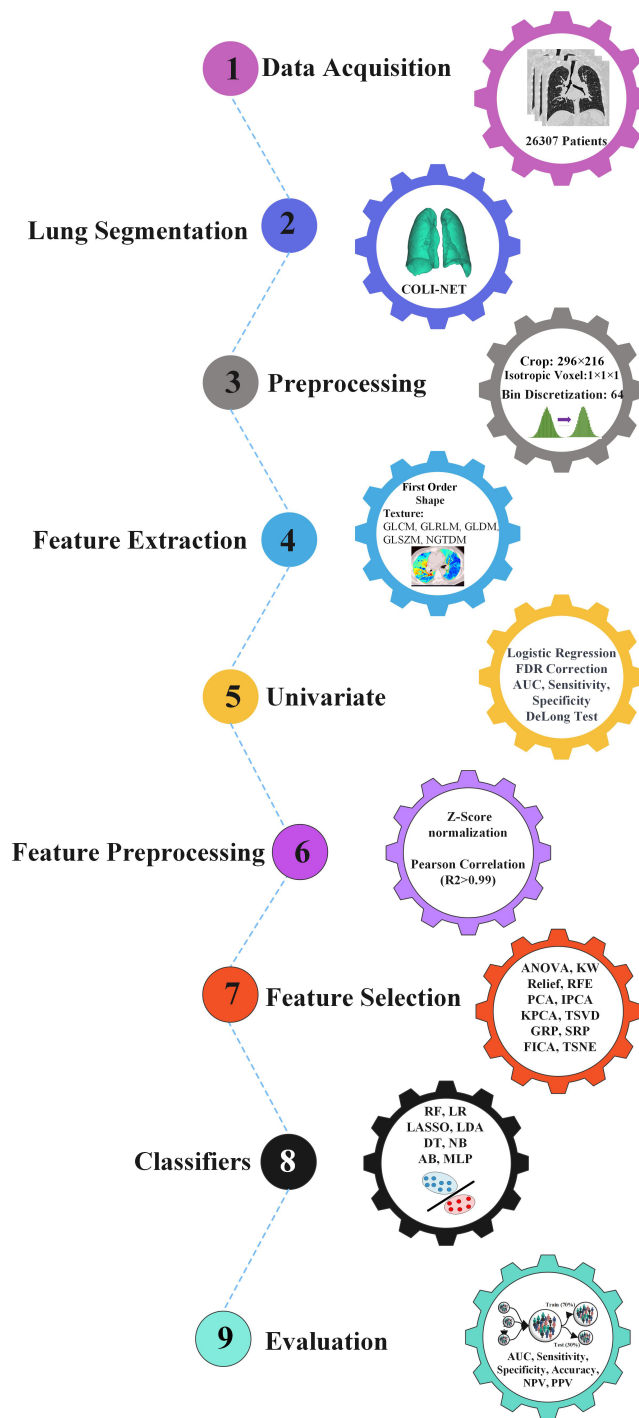 1
Data Acquisition
26307 Patients
Lung Segmentation
2
COLI-NET
3
Preprocessing
Crop: 296×216
Isotropic Voxel:1×1×1
Bin Discretization: 64
Feature Extraction
4
First Order
Shape
Texture:
GLCM, GLRLM, GLDM,
GLSZM, NGTDM
5
Univariate
Logistic Regression
FDR Correction
AUC, Sensitivity,
Specificity
DeLong Test
Feature Preprocessing
6
Z-Score
normalization
Pearson Correlation
(R2>0.99)
7
Feature Selection
ANOVA, KW
Relief, RFE
PCA, IPCA
KPCA, TSVD
GRP, SRP
FICA, TSNE
Classifiers
8
RF, LR
LASSO, LDA
DT, NB
AB, MLP
9
Evaluation
Train (70%)
Test (30%)
AUC, Sensitivity,
Specificity, Accuracy,
NPV, PPV